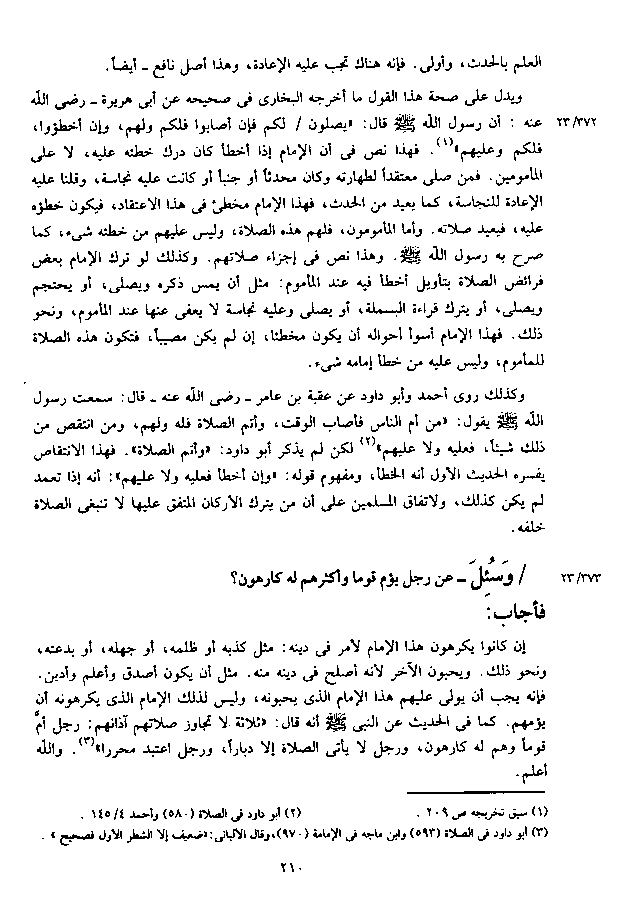 العلم بالحدث، وأولى. فإنه هناك تجب عليه الإعادة، وهذا أصل نافع ـ أيضاً.
ويدل على صحة هذا القول ما أخرجه البخارى فى صحيحه عن أبى هريرة ـ رضى الله
٢٣/٣٧٢ عنه : أن رسول الله ﷺ قال: «يصلون / لكم فإن أصابوا فلكم ولهم، وإن أخطؤوا،
فلكم وعليهم»(١). فهذا نص فى أن الإمام إذا أخطأ كان درك خطئه عليه، لا على
المأمومين. فمن صلى معتقداً لطهارته وكان محدثاً أو جنباً أو كانت عليه نجاسة، وقلنا عليه
الإعادة للنجاسة، كما يعيد من الحدث، فهذا الإمام مخطئ فى هذا الاعتقاد، فيكون خطؤه
عليه، فيعيد صلاته. وأما المأمومون، فلهم هذه الصلاة، وليس عليهم من خطئه شىء، كما
صرح به رسول الله ﷺ. وهذا نص فى إجزاء صلاتهم. وكذلك لو ترك الإمام بعض
فرائض الصلاة بتأويل أخطأ فيه عند المأموم: مثل أن يمس ذكره ويصلى، أو يحتجم
ويصلى، أو يترك قراءة البسملة، أو يصلى وعليه نجاسة لا يعفى عنها عند المأموم، ونحو
ذلك. فهذا الإمام أسوأ أحواله أن يكون مخطئا، إن لم يكن مصيباً، فتكون هذه الصلاة
للمأموم، وليس عليه من خطأ إمامه شىء.
وكذلك روى أحمد وأبو داود عن عقبة بن عامر ـ رضى الله عنه ـ قال: سمعت رسول
الله ﷺ يقول: «من أم الناس فأصاب الوقت، وأتم الصلاة فله ولهم، ومن انتقص من
ذلك شيئاً، فعليه ولا عليهم»(٢) لكن لم يذكر أبو داود: «وأتم الصلاة». فهذا الانتقاص
يفسره الحديث الأول أنه الخطأ، ومفهوم قوله: «وإن أخطأ فعليه ولا عليهم»: أنه إذا تعمد
لم يكن كذلك، ولاتفاق المسلمين على أن من يترك الأركان المتفق عليها لا تنبغى الصلاة
خلفه.
٢٣/٣٧٣ / وَسُئِلَ ـ عن رجل يؤم قوما وأكثرهم له كارهون؟
فأجاب:
إن كانوا يكرهون هذا الإمام لأمر فى دينه: مثل كذبه أو ظلمه، أو جهله، أو بدعته،
ونحو ذلك. ويحبون الآخر لأنه أصلح فى دينه منه. مثل أن يكون أصدق وأعلم وأدين.
فإنه يجب أن يولى عليهم هذا الإمام الذى يحبونه، وليس لذلك الإمام الذى يكرهونه أن
يؤمهم. كما فى الحديث عن النبى ﷺ أنه قال: «ثلاثة لا تجاوز صلاتهم آذانهم: رجل أمَّ
قوماً وهم له كارهون، ورجل لا يأتى الصلاة إلا دباراً، ورجل اعتبد محررا»(٣). والله
أعلم.
(١) سبق تخريجه ص ٢٠٩ . (٢) أبو داود فى الصلاة (٥٨٠) وأحمد ٤/ ١٤٥ .
(٣) أبو داود فى الصلاة (٥٩٣) وابن ماجه فى الإمامة (٩٧٠)، وقال الألبانى: «ضعيف إلا الشطر الأول فصحيح » .
٢١٠